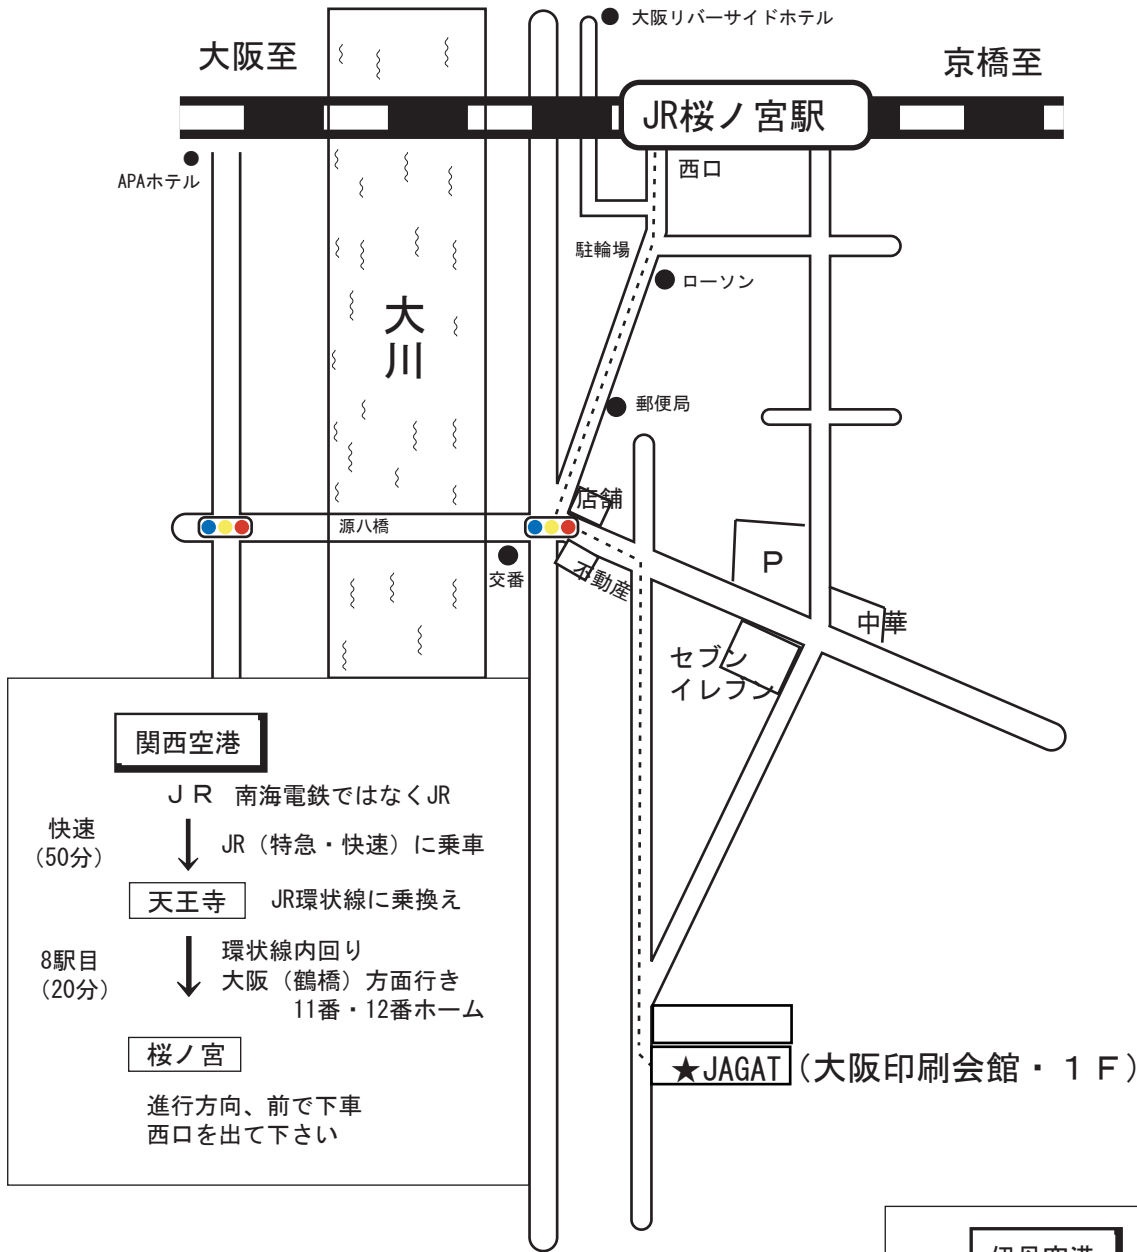 大阪リバーサイドホテル
大阪至
京橋至
JR桜ノ宮駅
西口
APAホテル
駐輪場
ローソン
大川
郵便局
店舗
源八橋
交番
不動産
P
中華
セブン
イレブン
関西空港
ＪＲ 南海電鉄ではなくJR
快速
(50分)
JR（特急・快速）に乗車
天王寺 JR環状線に乗換え
8駅目
(20分)
環状線内回り
大阪（鶴橋）方面行き
11番・12番ホーム
桜ノ宮
★JAGAT(大阪印刷会館・１Ｆ)
進行方向、前で下車
西口を出て下さい
伊丹空港